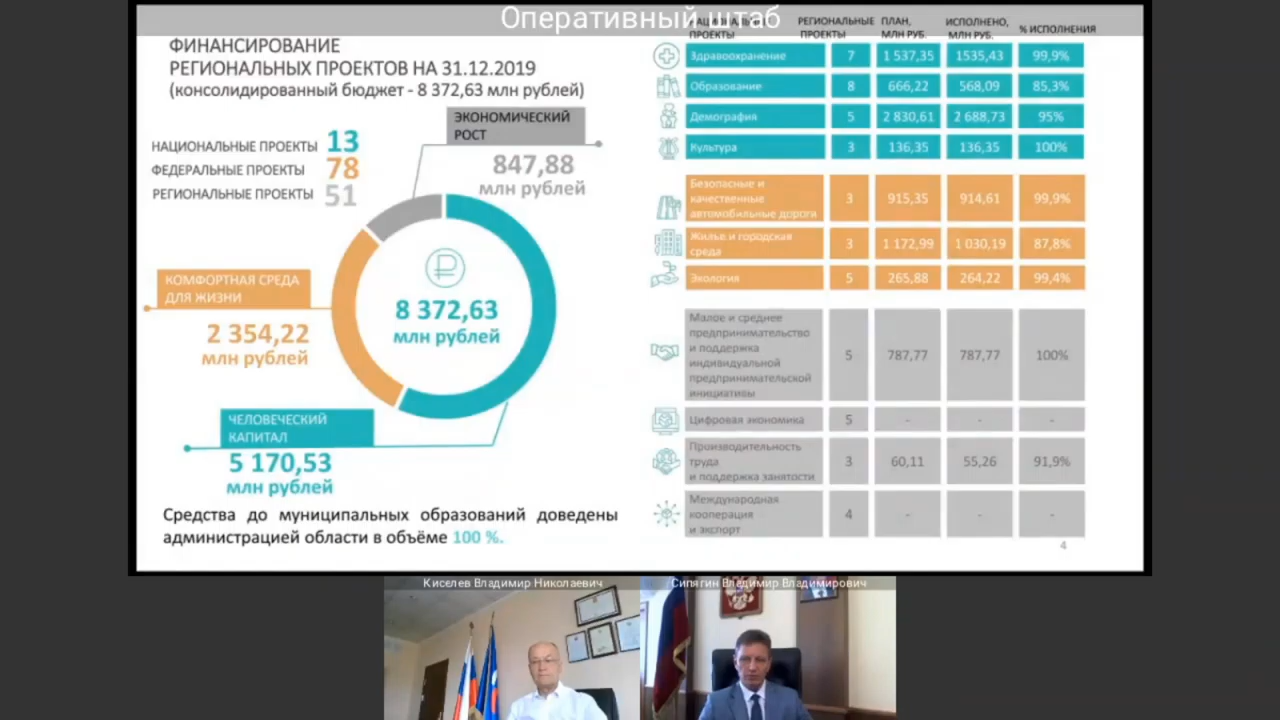 Оперативный штаб
ФИНАНСИРОВАНИЕ
РЕГИОНАЛЬНЫХ ПРОЕКТОВ НА 31.12.2019
(консолидированный бюджет - 8 372,63 млн рублей)
НАЦИОНАЛЬНЫЕ ПРОЕКТЫ 13
ФЕДЕРАЛЬНЫЕ ПРОЕКТЫ 78
РЕГИОНАЛЬНЫЕ ПРОЕКТЫ 51
ЭКОНОМИЧЕСКИЙ
РОСТ
847,88
млн рублей
КОМФОРТНАЯ СРЕДА
ДЛЯ ЖИЗНИ
2 354,22
млн рублей
8 372,63
млн рублей
ЧЕЛОВЕЧЕСКИЙ
КАПИТАЛ
5 170,53
млн рублей
Средства до муниципальных образований доведены
администрацией области в объёме 100 %.
НАЦИОНАЛЬНЫЕ РЕГИОНАЛЬНЫЕ ПЛАН, ИСПОЛНЕНО,
ПРОЕКТЫ ПРОЕКТЫ МЛН РУБ. МЛН РУБ. % ИСПОЛНЕНИЯ
Здравоохранение 7 1 537,35 1535,43 99,9%
Образование 8 666,22 568,09 85,3%
Демография 5 2 830,61 2 688,73 95%
Культура 3 136,35 136,35 100%
Безопасные и
качественные
автомобильные дороги
3 915,35 914,61 99,9%
Жилье и городская
среда
3 1 172,99 1 030,19 87,8%
Экология 5 265,88 264,22 99,4%
Малое и среднее
предпринимательство
и поддержка
индивидуальной
предпринимательской
инициативы
5 787,77 787,77 100%
Цифровая экономика 5 - - -
Производительность
труда
и поддержка занятости
3 60,11 55,26 91,9%
Международная
кооперация
и экспорт
4 - - -
4
Киселев Владимир Николаевич
Сипягин Владимир Владимирович